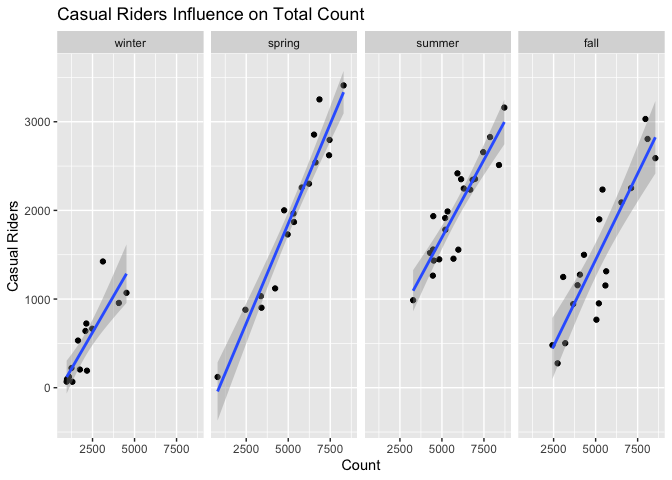 Casual Riders Influence on Total Count
winter spring summer fall
3000
2000
1000
0
2500 5000 7500 2500 5000 7500 2500 5000 7500 2500 5000 7500
Count
Casual Riders